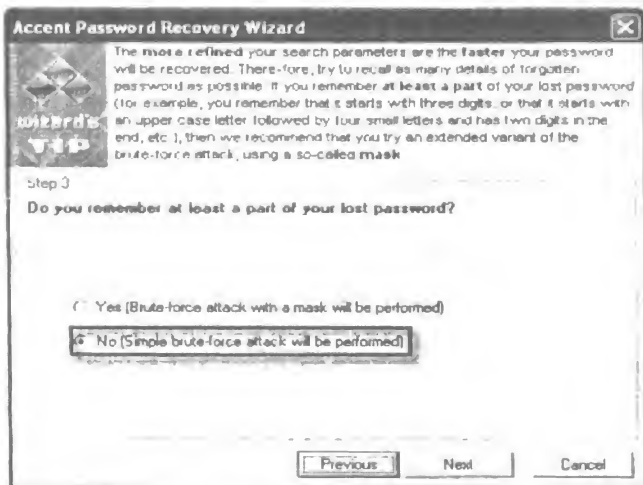 Accent Password Recovery Wizard
The more refined your search parameters are the faster your password
will be recovered. There-fore, try to recall as many details of forgotten
password as possible. If you remember at least a part of your lost password
(for example, you remember that it starts with three digits, or that it starts with
an upper case letter followed by four small letters and has two digits in the
end, etc.), then we recommend that you try an extended variant of the
brute-force attack, using a so-called mask
wizard's
TIP
Step 3
Do you remember at least a part of your lost password?
Yes (Brute-force attack with a mask will be performed)
No (Simple brute-force attack will be performed)
Previous Next Cancel